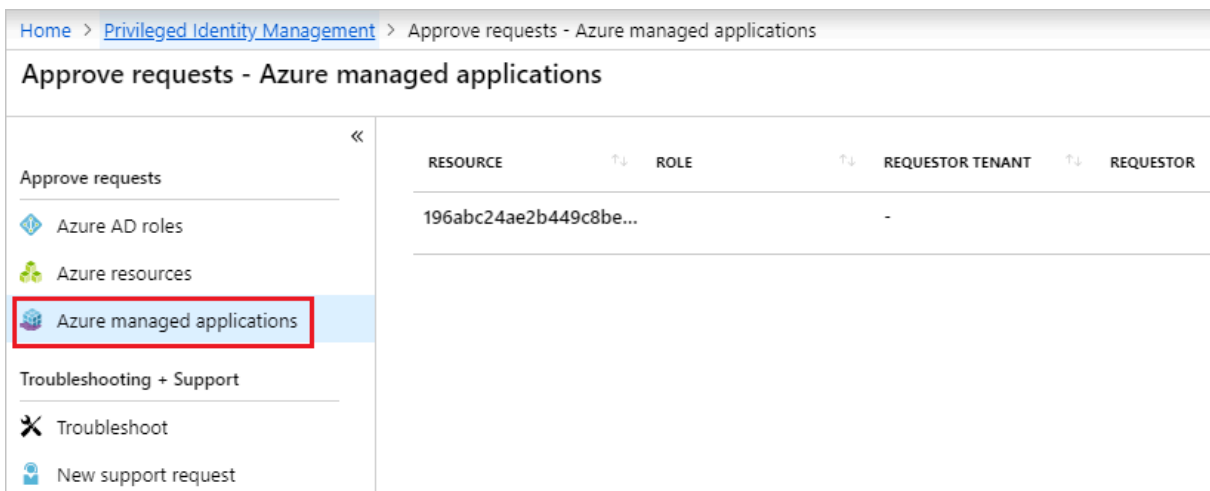 Home > Privileged Identity Management > Approve requests - Azure managed applications
Approve requests - Azure managed applications
«
Approve requests
Azure AD roles
Azure resources
Azure managed applications
Troubleshooting + Support
Troubleshoot
New support request
RESOURCE ↑↓ ROLE ↑↓ REQUESTOR TENANT ↑↓ REQUESTOR
196abc24ae2b449c8be... -